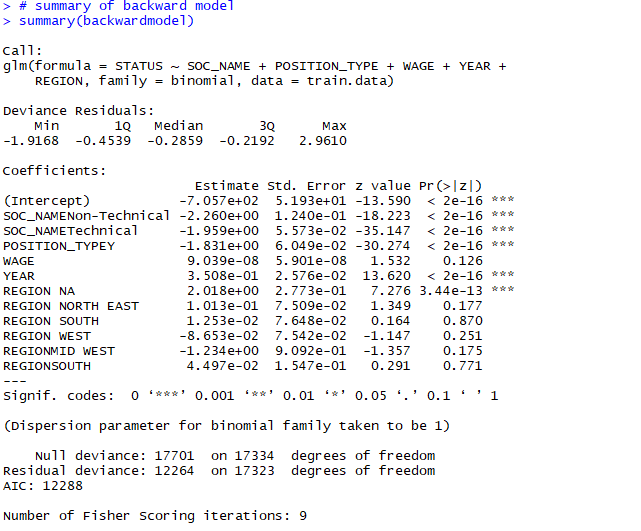 > # summary of backward model
> summary(backwardmodel)
Call:
glm(formula = STATUS ~ SOC_NAME + POSITION_TYPE + WAGE + YEAR +
    REGION, family = binomial, data = train.data)
Deviance Residuals:
    Min      1Q  Median      3Q     Max
-1.9168 -0.4539 -0.2859 -0.2192  2.9610
Coefficients:
                        Estimate Std. Error z value Pr(>|z|)
(Intercept)           -7.057e+02  5.193e+01 -13.590  < 2e-16 ***
SOC_NAMENon-Technical -2.260e+00  1.240e-01 -18.223  < 2e-16 ***
SOC_NAMETechnical     -1.959e+00  5.573e-02 -35.147  < 2e-16 ***
POSITION_TYPEY        -1.831e+00  6.049e-02 -30.274  < 2e-16 ***
WAGE                   9.039e-08  5.901e-08   1.532    0.126
YEAR                   3.508e-01  2.576e-02  13.620  < 2e-16 ***
REGION NA              2.018e+00  2.773e-01   7.276 3.44e-13 ***
REGION NORTH EAST      1.013e-01  7.509e-02   1.349    0.177
REGION SOUTH           1.253e-02  7.648e-02   0.164    0.870
REGION WEST           -8.653e-02  7.542e-02  -1.147    0.251
REGIONMID WEST        -1.234e+00  9.092e-01  -1.357    0.175
REGIONSOUTH            4.497e-02  1.547e-01   0.291    0.771
---
Signif. codes:  0 ‘***’ 0.001 ‘**’ 0.01 ‘*’ 0.05 ‘.’ 0.1 ‘ ’ 1
(Dispersion parameter for binomial family taken to be 1)
    Null deviance: 17701  on 17334  degrees of freedom
Residual deviance: 12264  on 17323  degrees of freedom
AIC: 12288
Number of Fisher Scoring iterations: 9